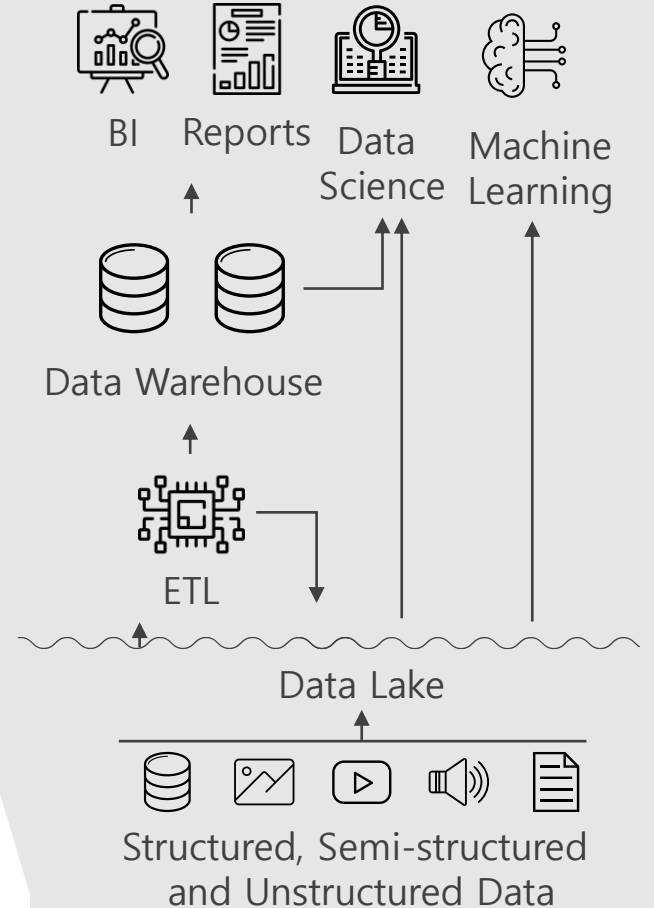 BI
Reports
Data
Science
Machine
Learning
Data Warehouse
ETL
Data Lake
Structured, Semi-structured
and Unstructured Data